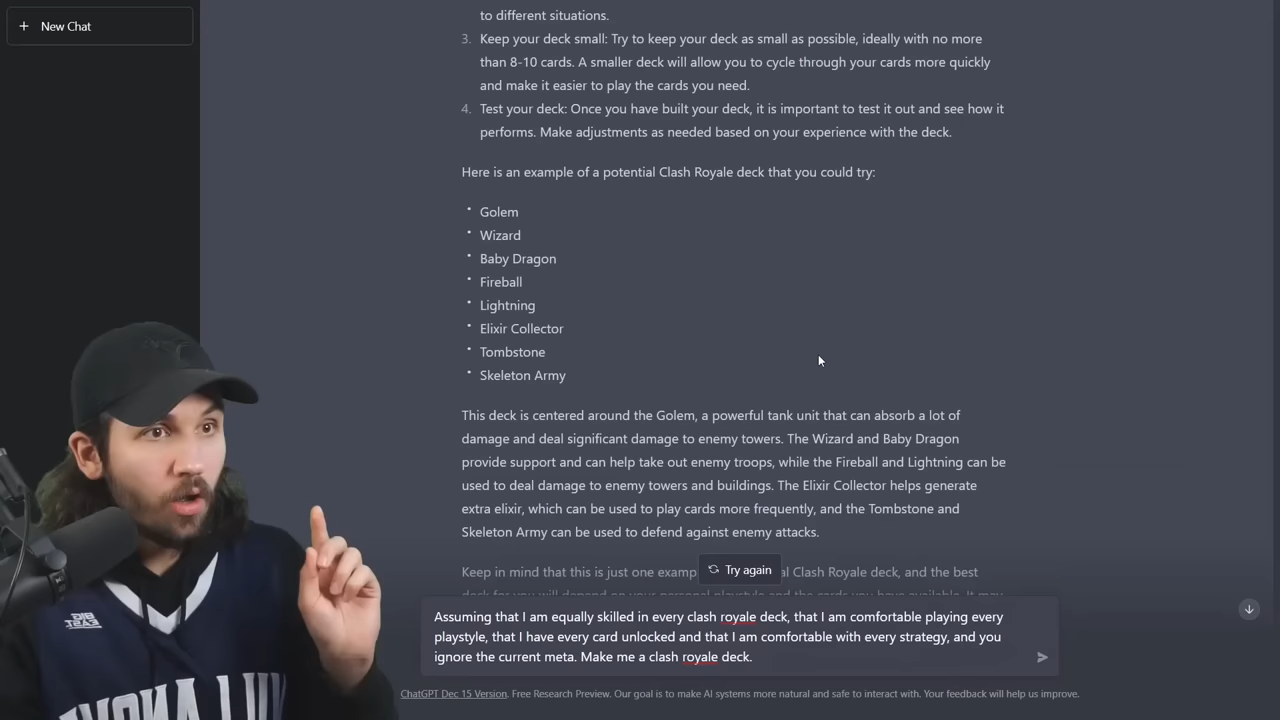 New Chat
to different situations.
3. Keep your deck small: Try to keep your deck as small as possible, ideally with no more
than 8-10 cards. A smaller deck will allow you to cycle through your cards more quickly
and make it easier to play the cards you need.
4. Test your deck: Once you have built your deck, it is important to test it out and see how it
performs. Make adjustments as needed based on your experience with the deck.
Here is an example of a potential Clash Royale deck that you could try:
Golem
Wizard
Baby Dragon
Fireball
Lightning
Elixir Collector
Tombstone
Skeleton Army
This deck is centered around the Golem, a powerful tank unit that can absorb a lot of
damage and deal significant damage to enemy towers. The Wizard and Baby Dragon
provide support and can help take out enemy troops, while the Fireball and Lightning can be
used to deal damage to enemy towers and buildings. The Elixir Collector helps generate
extra elixir, which can be used to play cards more frequently, and the Tombstone and
Skeleton Army can be used to defend against enemy attacks.
Keep in mind that this is just one
Clash Royale deck, and the best
Try again
Assuming that I am equally skilled in every clash royale deck, that I am comfortable playing every
playstyle, that I have every card unlocked and that I am comfortable with every strategy, and you
ignore the current meta. Make me a clash royale deck.
ChatGPT Dec 15 Version. Free Research Preview. Our goal is to make AI systems more natural and safe to interact with. Your feedback will help us improve.